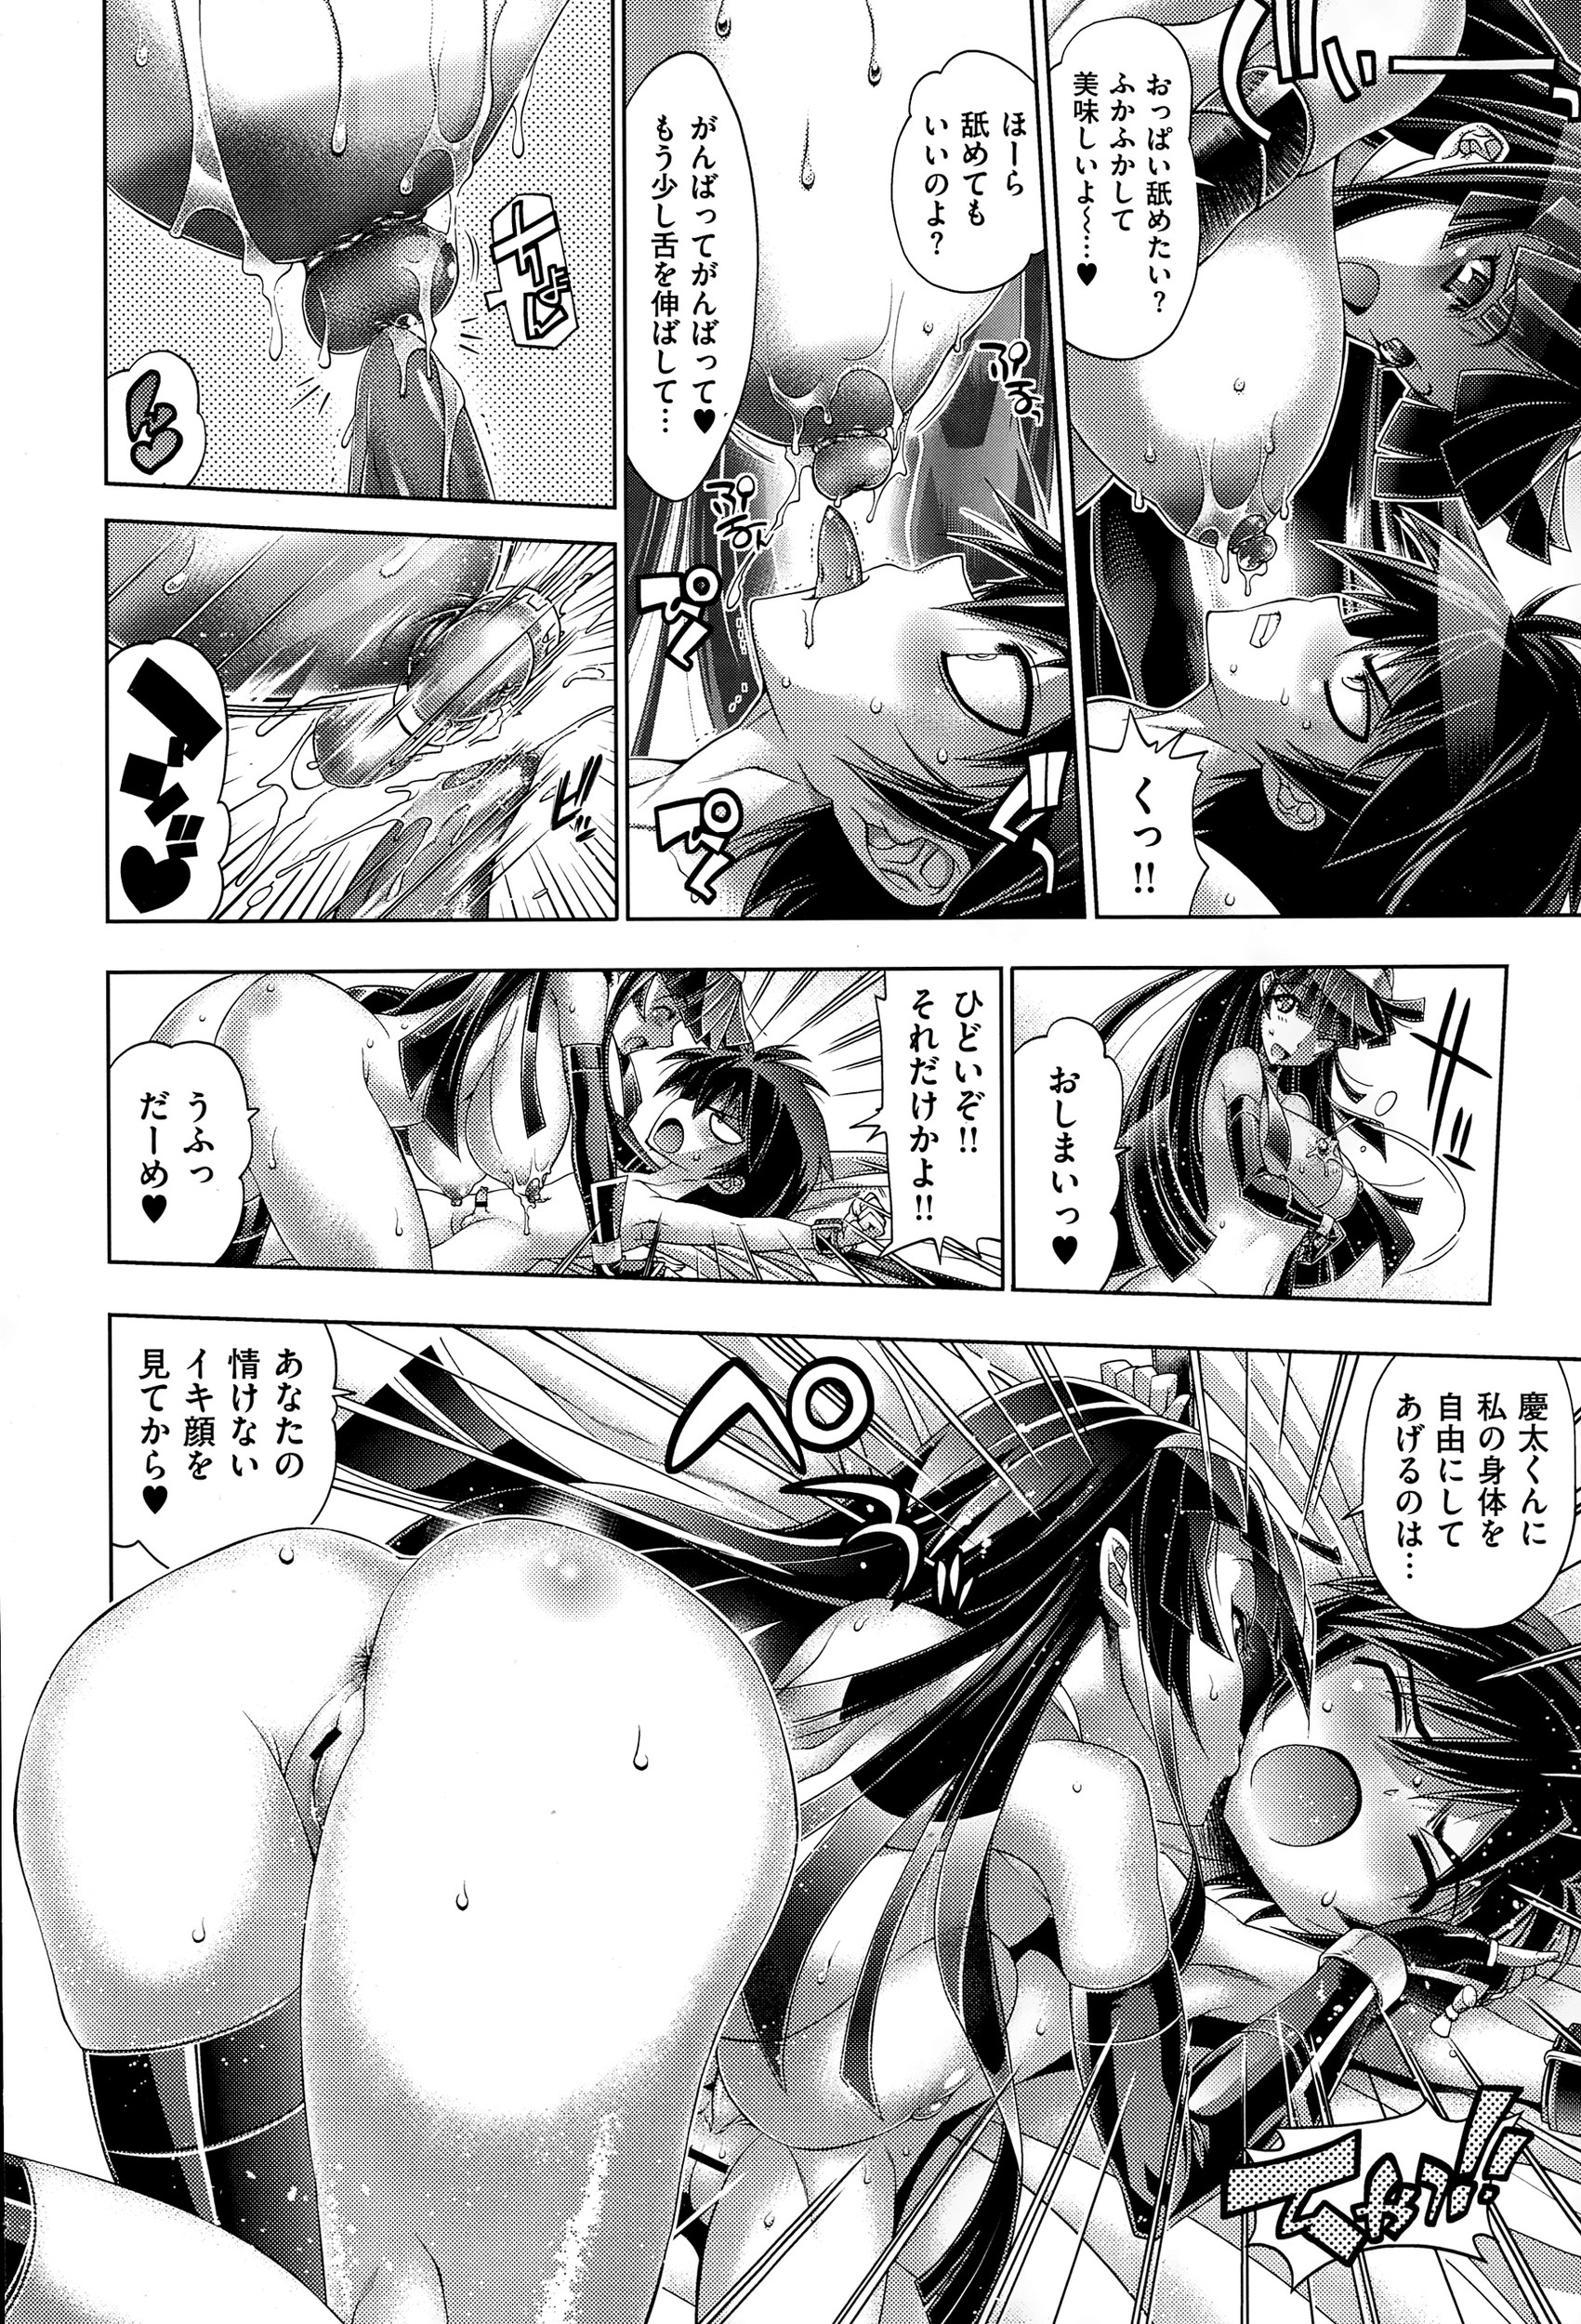 おっぱい舐めたい？
ふかふかして
美味しいよ～…♥
くっ!!
ほーら
舐めても
いいのよ？
がんばってがんばって♥
もう少し舌を伸ばして…
おしまいっ♥
ひどいぞ!!
それだけかよ!!
うふっ
だーめ♥
慶太くんに
私の身体を
自由にして
あげるのは…
ペロ
あなたの
情けない
イキ顔を
見てから♥